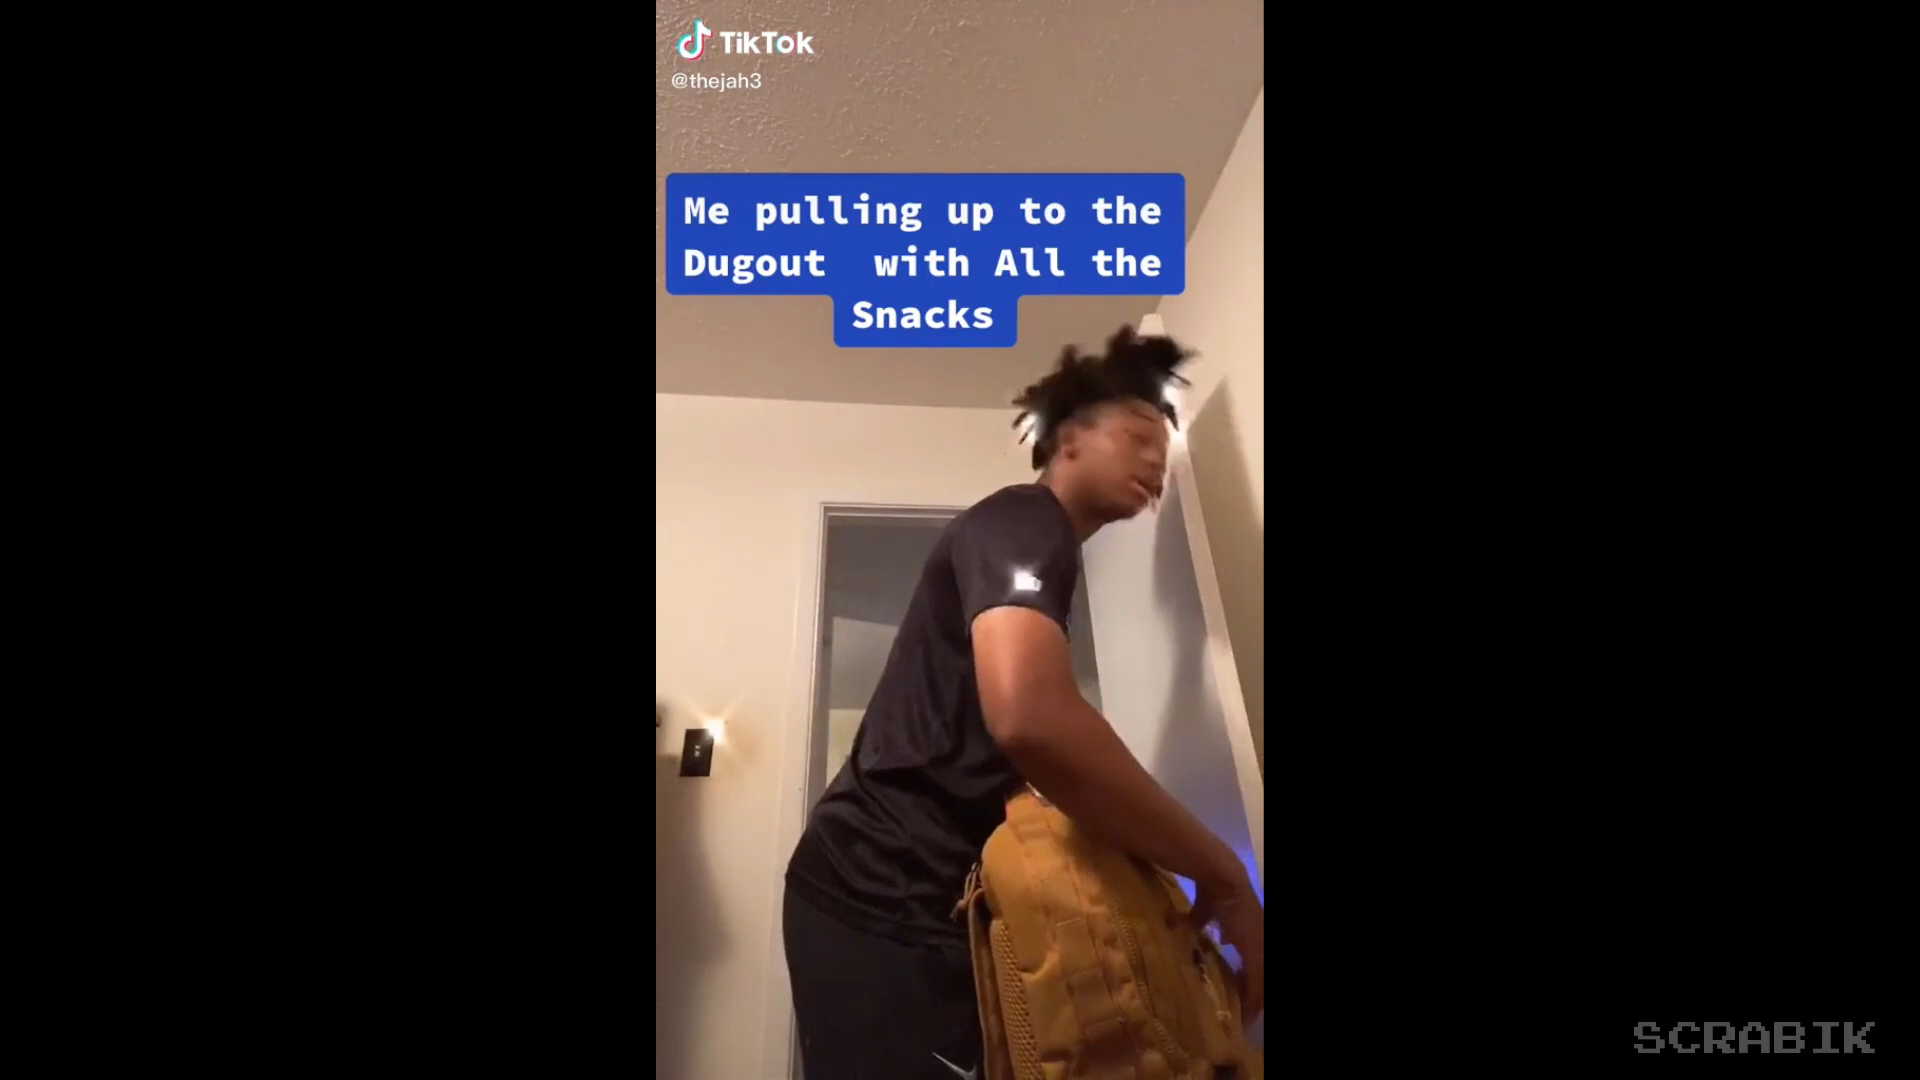 TikTok
@thejah3
Me pulling up to the
Dugout  with All the
Snacks
SCRABIK